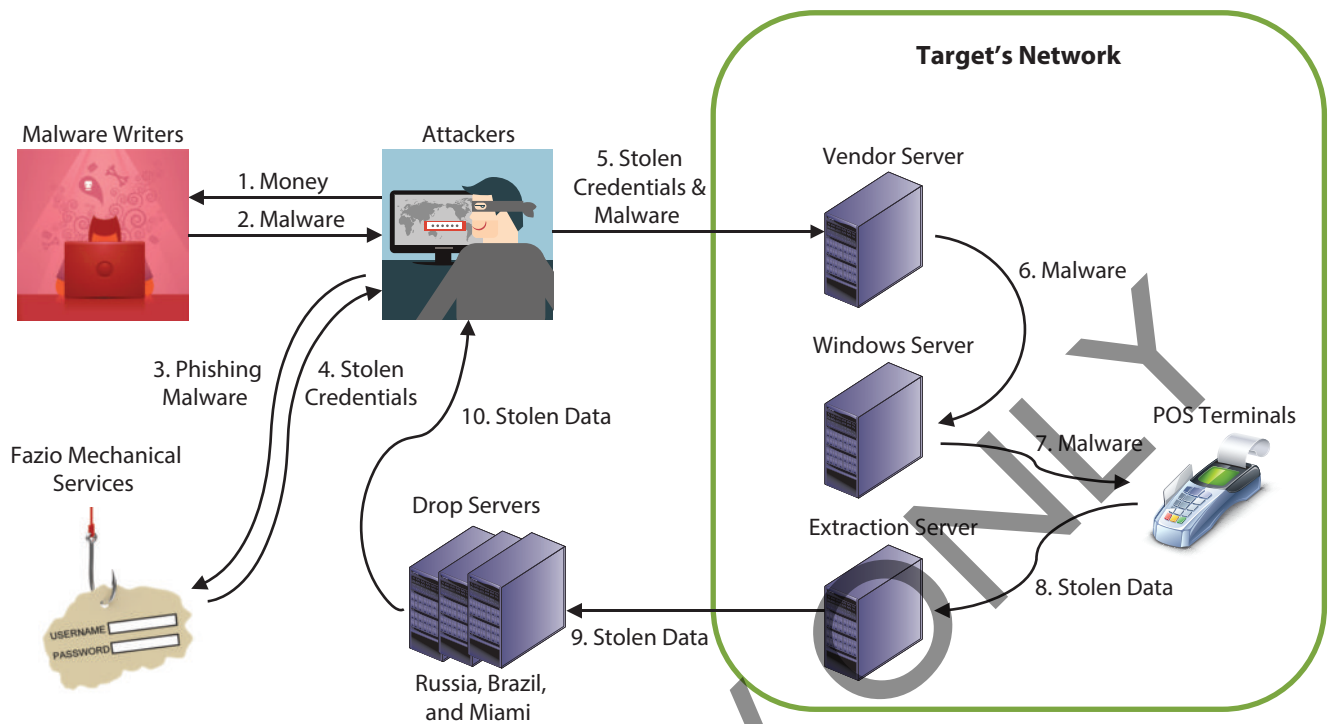 Target's Network
Malware Writers
Attackers
1. Money
2. Malware
5. Stolen
Credentials &
Malware
Vendor Server
6. Malware
3. Phishing
Malware
4. Stolen
Credentials
Windows Server
7. Malware
POS Terminals
10. Stolen Data
Fazio Mechanical
Services
USERNAME
PASSWORD
Drop Servers
Extraction Server
8. Stolen Data
9. Stolen Data
Russia, Brazil,
and Miami
ONLY